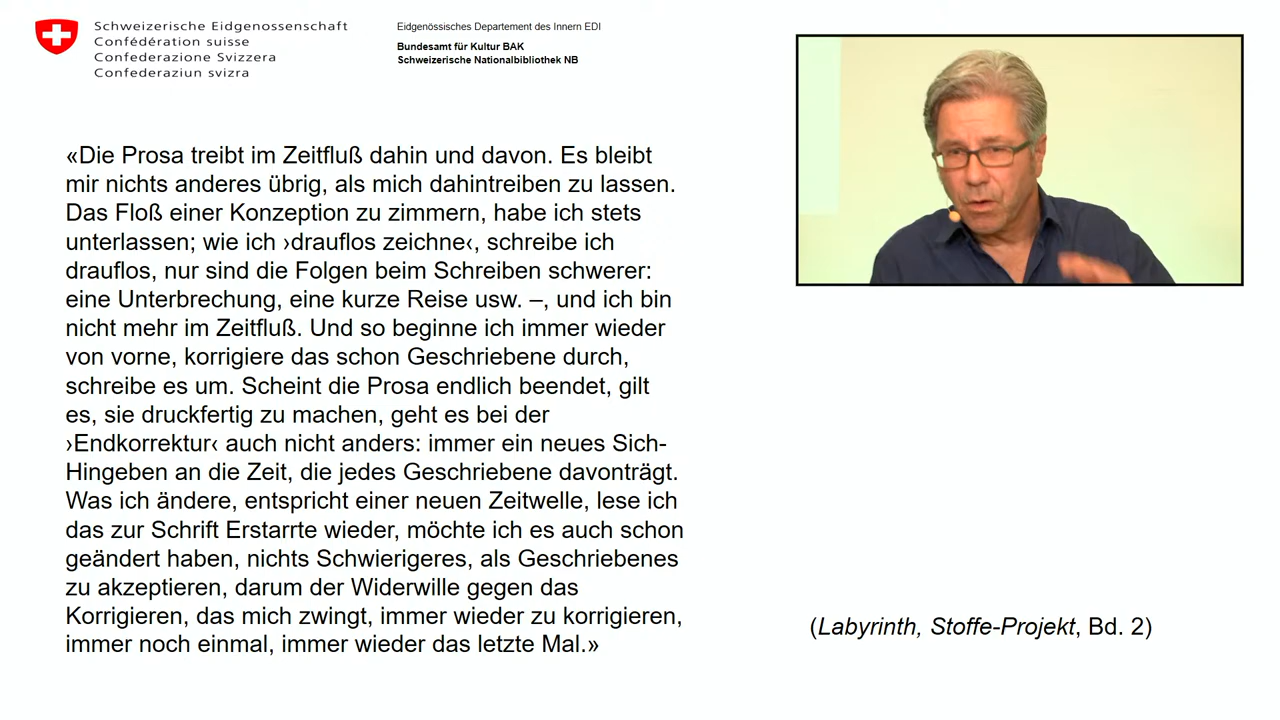 Schweizerische Eidgenossenschaft
Confédération suisse
Confederazione Svizzera
Confederaziun svizra
Eidgenössisches Departement des Innern EDI
Bundesamt für Kultur BAK
Schweizerische Nationalbibliothek NB
«Die Prosa treibt im Zeitfluß dahin und davon. Es bleibt
mir nichts anderes übrig, als mich dahintreiben zu lassen.
Das Floß einer Konzeption zu zimmern, habe ich stets
unterlassen; wie ich ›drauflos zeichne‹, schreibe ich
drauflos, nur sind die Folgen beim Schreiben schwerer:
eine Unterbrechung, eine kurze Reise usw. –, und ich bin
nicht mehr im Zeitfluß. Und so beginne ich immer wieder
von vorne, korrigiere das schon Geschriebene durch,
schreibe es um. Scheint die Prosa endlich beendet, gilt
es, sie druckfertig zu machen, geht es bei der
›Endkorrektur‹ auch nicht anders: immer ein neues Sich-
Hingeben an die Zeit, die jedes Geschriebene davonträgt.
Was ich ändere, entspricht einer neuen Zeitwelle, lese ich
das zur Schrift Erstarrte wieder, möchte ich es auch schon
geändert haben, nichts Schwierigeres, als Geschriebenes
zu akzeptieren, darum der Widerwille gegen das
Korrigieren, das mich zwingt, immer wieder zu korrigieren,
immer noch einmal, immer wieder das letzte Mal.»
(Labyrinth, Stoffe-Projekt, Bd. 2)